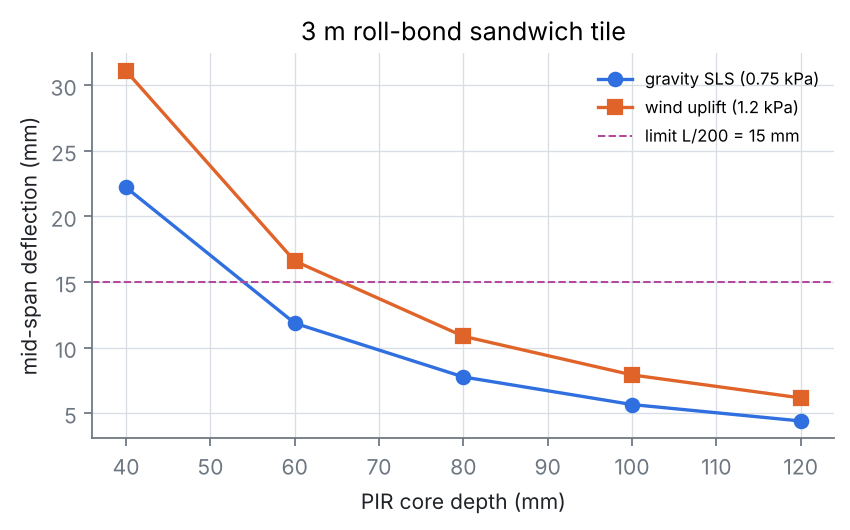 3 m roll-bond sandwich tile
gravity SLS (0.75 kPa)
wind uplift (1.2 kPa)
limit L/200 = 15 mm
mid-span deflection (mm)
30
25
20
15
10
5
40 50 60 70 80 90 100 110 120
PIR core depth (mm)